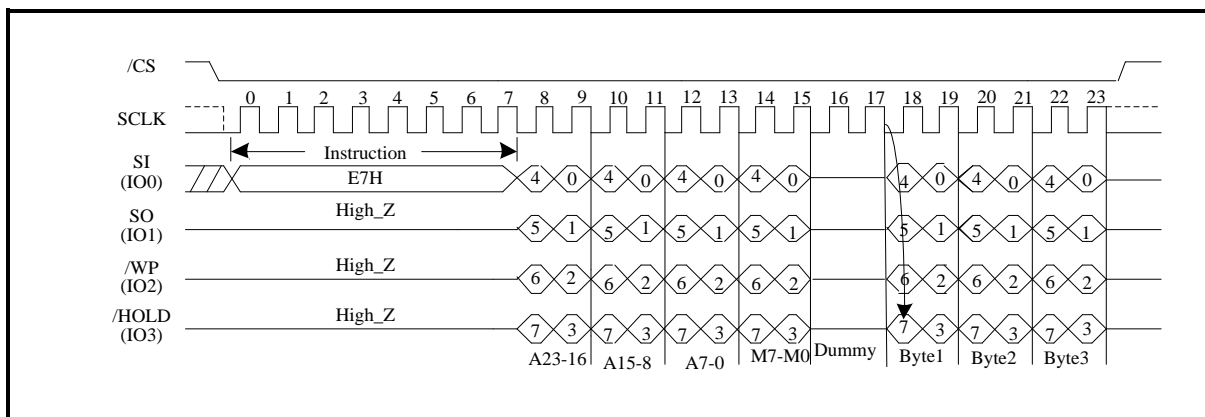 /CS
SCLK
0 1 2 3 4 5 6 7 8 9 10 11 12 13 14 15 16 17 18 19 20 21 22 23
Instruction
SI
(IO0)
E7H
4 0 4 0 4 0 4 0 4 0 4 0 4 0
SO
(IO1)
High_Z
5 1 5 1 5 1 5 1 5 1 5 1 5 1
/WP
(IO2)
High_Z
6 2 6 2 6 2 6 2 6 2 6 2 6 2
/HOLD
(IO3)
High_Z
7 3 7 3 7 3 7 3 7 3 7 3 7 3
A23-16 A15-8 A7-0 M7-M0 Dummy Byte1 Byte2 Byte3